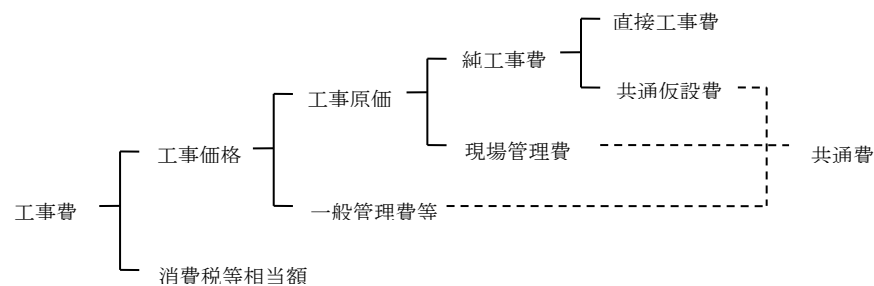 直接工事費
純工事費
共通仮設費
工事原価
工事価格
現場管理費
共通費
工事費
一般管理費等
消費税等相当額